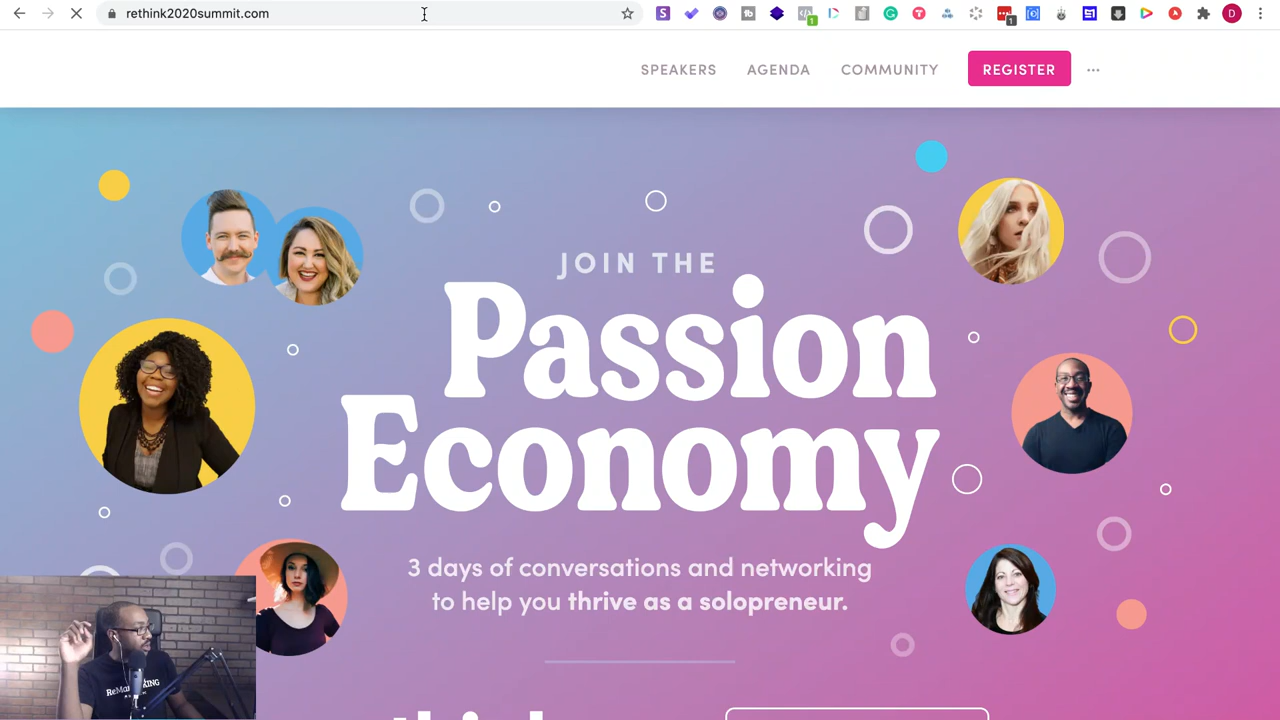 rethink2020summit.com
SPEAKERS AGENDA COMMUNITY REGISTER
JOIN THE
Passion
Economy
3 days of conversations and networking
to help you thrive as a solopreneur.